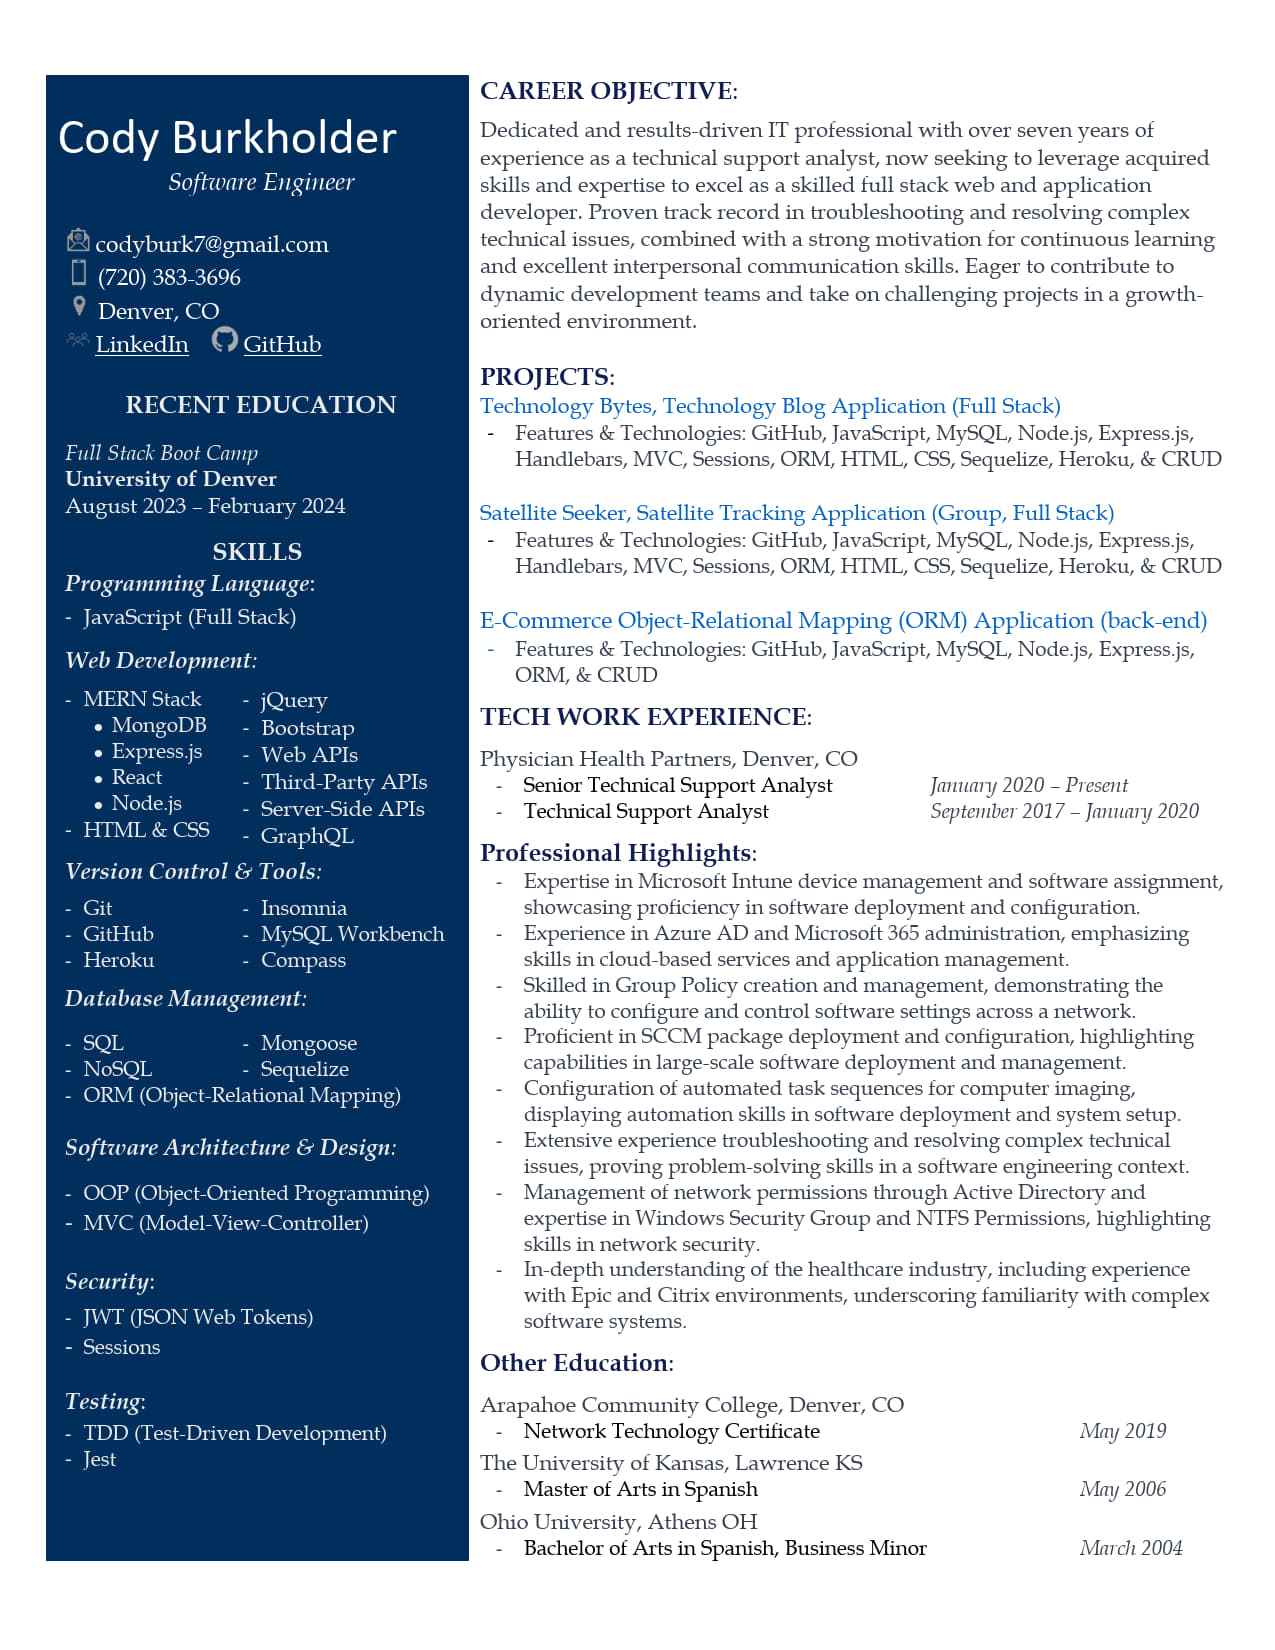 Cody Burkholder
Software Engineer
codyburk7@gmail.com
(720) 383-3696
Denver, CO
LinkedIn GitHub
RECENT EDUCATION
Full Stack Boot Camp
University of Denver
August 2023 – February 2024
SKILLS
Programming Language:
- JavaScript (Full Stack)
Web Development:
- MERN Stack
• MongoDB
• Express.js
• React
• Node.js
- HTML & CSS
- jQuery
- Bootstrap
- Web APIs
- Third-Party APIs
- Server-Side APIs
- GraphQL
Version Control & Tools:
- Git
- GitHub
- Heroku
- Insomnia
- MySQL Workbench
- Compass
Database Management:
- SQL
- NoSQL
- Mongoose
- Sequelize
- ORM (Object-Relational Mapping)
Software Architecture & Design:
- OOP (Object-Oriented Programming)
- MVC (Model-View-Controller)
Security:
- JWT (JSON Web Tokens)
- Sessions
Testing:
- TDD (Test-Driven Development)
- Jest
CAREER OBJECTIVE:
Dedicated and results-driven IT professional with over seven years of
experience as a technical support analyst, now seeking to leverage acquired
skills and expertise to excel as a skilled full stack web and application
developer. Proven track record in troubleshooting and resolving complex
technical issues, combined with a strong motivation for continuous learning
and excellent interpersonal communication skills. Eager to contribute to
dynamic development teams and take on challenging projects in a growth-
oriented environment.
PROJECTS:
Technology Bytes, Technology Blog Application (Full Stack)
- Features & Technologies: GitHub, JavaScript, MySQL, Node.js, Express.js,
Handlebars, MVC, Sessions, ORM, HTML, CSS, Sequelize, Heroku, & CRUD
Satellite Seeker, Satellite Tracking Application (Group, Full Stack)
- Features & Technologies: GitHub, JavaScript, MySQL, Node.js, Express.js,
Handlebars, MVC, Sessions, ORM, HTML, CSS, Sequelize, Heroku, & CRUD
E-Commerce Object-Relational Mapping (ORM) Application (back-end)
- Features & Technologies: GitHub, JavaScript, MySQL, Node.js, Express.js,
ORM, & CRUD
TECH WORK EXPERIENCE:
Physician Health Partners, Denver, CO
- Senior Technical Support Analyst January 2020 – Present
- Technical Support Analyst September 2017 – January 2020
Professional Highlights:
- Expertise in Microsoft Intune device management and software assignment,
showcasing proficiency in software deployment and configuration.
- Experience in Azure AD and Microsoft 365 administration, emphasizing
skills in cloud-based services and application management.
- Skilled in Group Policy creation and management, demonstrating the
ability to configure and control software settings across a network.
- Proficient in SCCM package deployment and configuration, highlighting
capabilities in large-scale software deployment and management.
- Configuration of automated task sequences for computer imaging,
displaying automation skills in software deployment and system setup.
- Extensive experience troubleshooting and resolving complex technical
issues, proving problem-solving skills in a software engineering context.
- Management of network permissions through Active Directory and
expertise in Windows Security Group and NTFS Permissions, highlighting
skills in network security.
- In-depth understanding of the healthcare industry, including experience
with Epic and Citrix environments, underscoring familiarity with complex
software systems.
Other Education:
Arapahoe Community College, Denver, CO
- Network Technology Certificate May 2019
The University of Kansas, Lawrence KS
- Master of Arts in Spanish May 2006
Ohio University, Athens OH
- Bachelor of Arts in Spanish, Business Minor March 2004